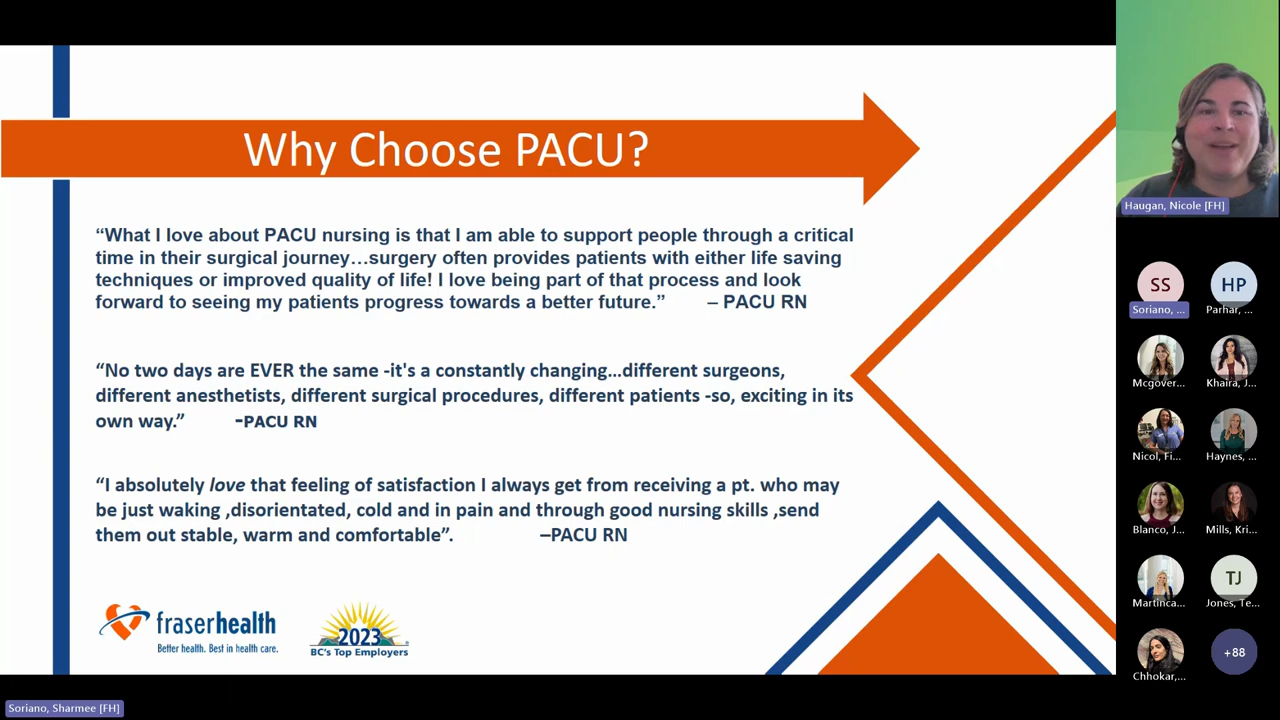 Why Choose PACU?
“What I love about PACU nursing is that I am able to support people through a critical
time in their surgical journey…surgery often provides patients with either life saving
techniques or improved quality of life! I love being part of that process and look
forward to seeing my patients progress towards a better future.” – PACU RN
“No two days are EVER the same -it's a constantly changing...different surgeons,
different anesthetists, different surgical procedures, different patients -so, exciting in its
own way.” -PACU RN
“I absolutely love that feeling of satisfaction I always get from receiving a pt. who may
be just waking ,disorientated, cold and in pain and through good nursing skills ,send
them out stable, warm and comfortable”. –PACU RN
fraserhealth
Better health. Best in health care.
2023
BC's Top Employers
Soriano, Sharmee [FH]
Haugan, Nicole [FH]
SS HP
Soriano, ... Parhar, ...
Mcgover... Khaira, J...
Nicol, Fi... Haynes, ...
Blanco, J... Mills, Kri...
TJ
Martinca... Jones, Te...
+88
Chhokar,...